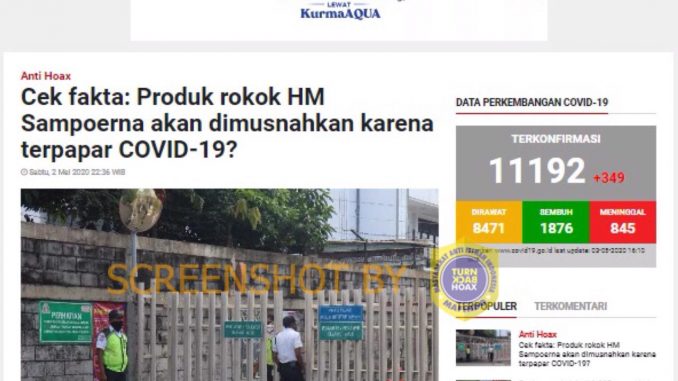 LEWAT
KurmaAQUA
Anti Hoax
Cek fakta: Produk rokok HM
Sampoerna akan dimusnahkan karena
terpapar COVID-19?
Sabtu, 2 Mei 2020 22:36 WIB
DATA PERKEMBANGAN COVID-19
TERKONFIRMASI
11192 +349
DIRAWAT
8471
SEMBUH
1876
MENINGGAL
845
www.covid19.go.id last update: 03-05-2020 16:10
SCREENSHOT BY
TURN
BACK
HOAX
PERHATIAN
TERPOPULER
TERKOMENTARI
Anti Hoax
Cek fakta: Produk rokok HM
Sampoerna akan dimusnahkan karena
terpapar COVID-19?